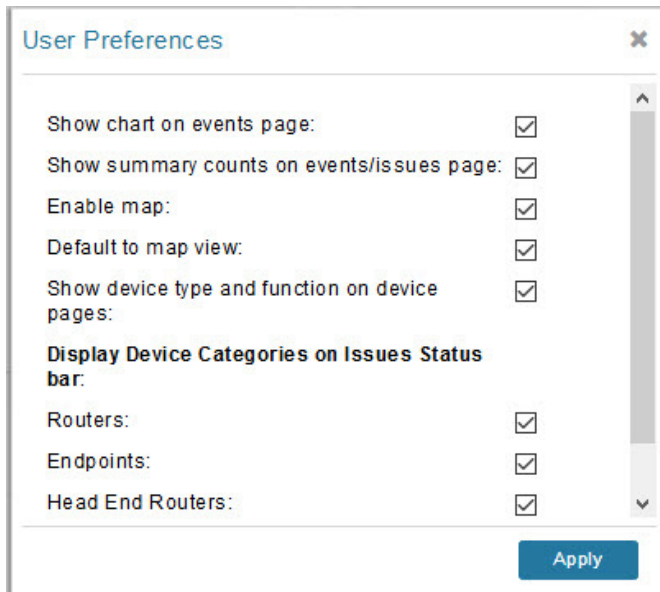 User Preferences
Show chart on events page:
Show summary counts on events/issues page:
Enable map:
Default to map view:
Show device type and function on device
pages:
Display Device Categories on Issues Status
bar:
Routers:
Endpoints:
Head End Routers:
Apply